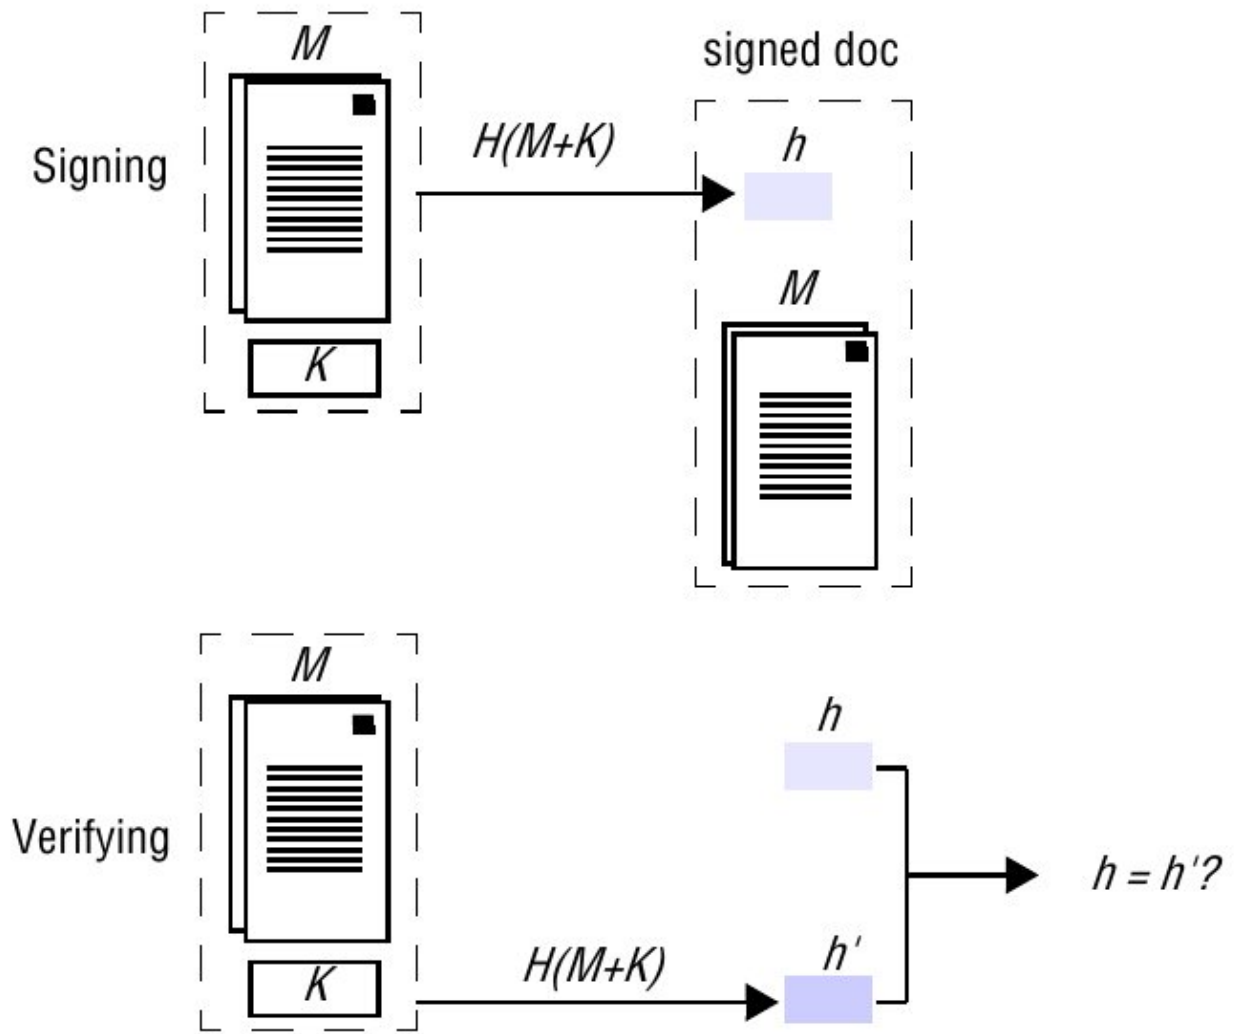 M
signed doc
Signing
H(M+K)
h
M
K
M
h
Verifying
h = h'?
K
H(M+K)
h'